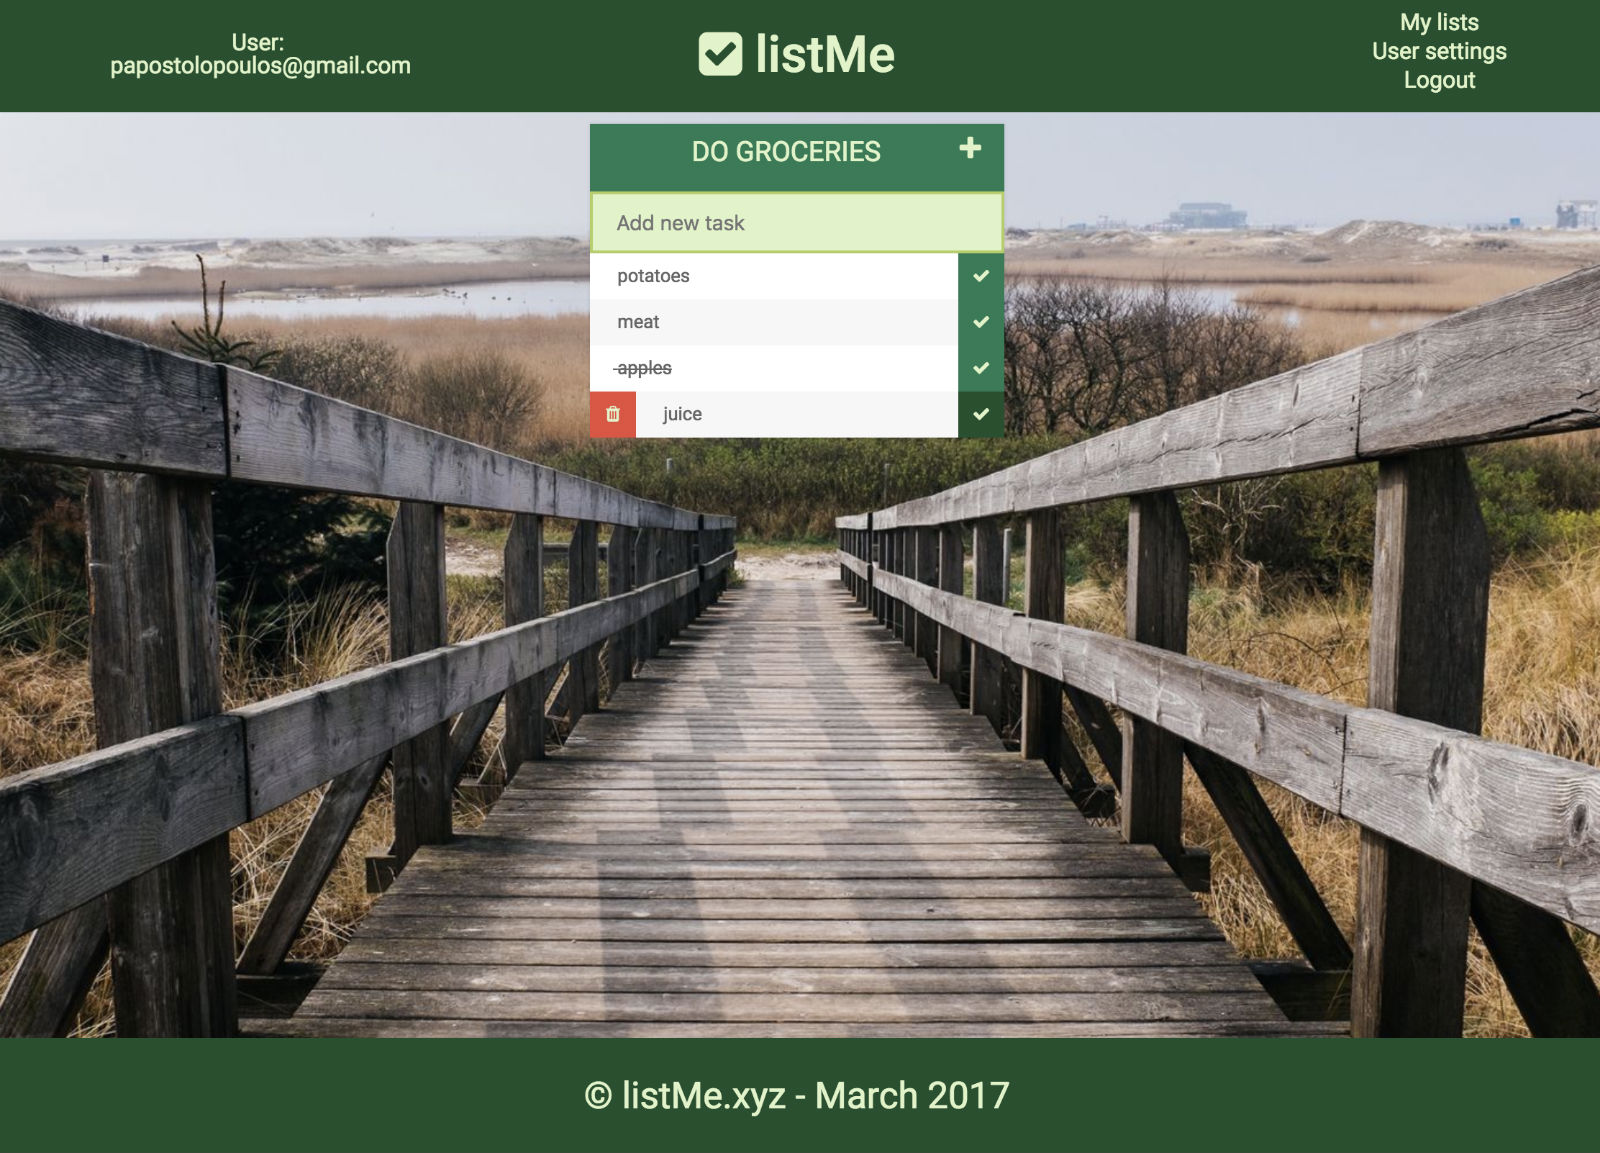 User:
papostolopoulos@gmail.com
listMe
My lists
User settings
Logout
DO GROCERIES
Add new task
potatoes
meat
apples
juice
© listMe.xyz - March 2017